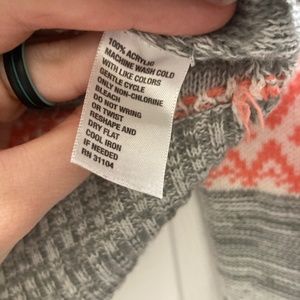 100% ACRYLIC
MACHINE WASH COLD
WITH LIKE COLORS
GENTLE CYCLE
ONLY NON-CHLORINE
BLEACH
DO NOT WRING
OR TWIST
RESHAPE AND
DRY FLAT
COOL IRON
IF NEEDED
RN 31104